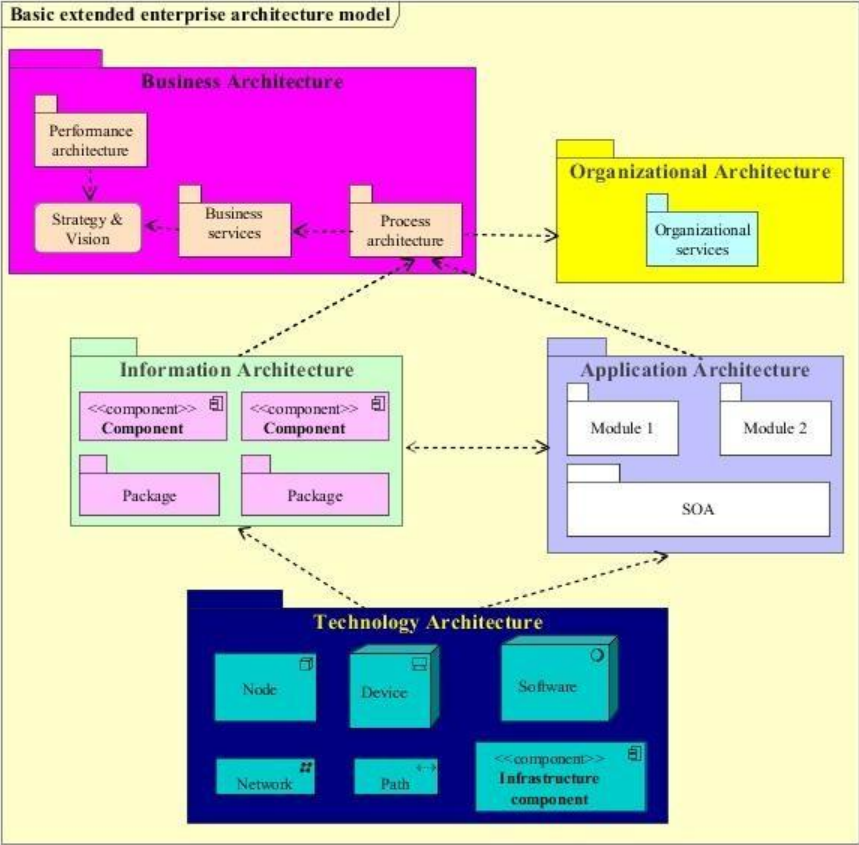 Basic extended enterprise architecture model
Business Architecture
Performance
architecture
Strategy &
Vision
Business
services
Process
architecture
Organizational Architecture
Organizational
services
Information Architecture
<<component>>
Component
<<component>>
Component
Package
Package
Application Architecture
Module 1
Module 2
SOA
Technology Architecture
Node
Device
Software
Network
Path
<<component>>
Infrastructure
component